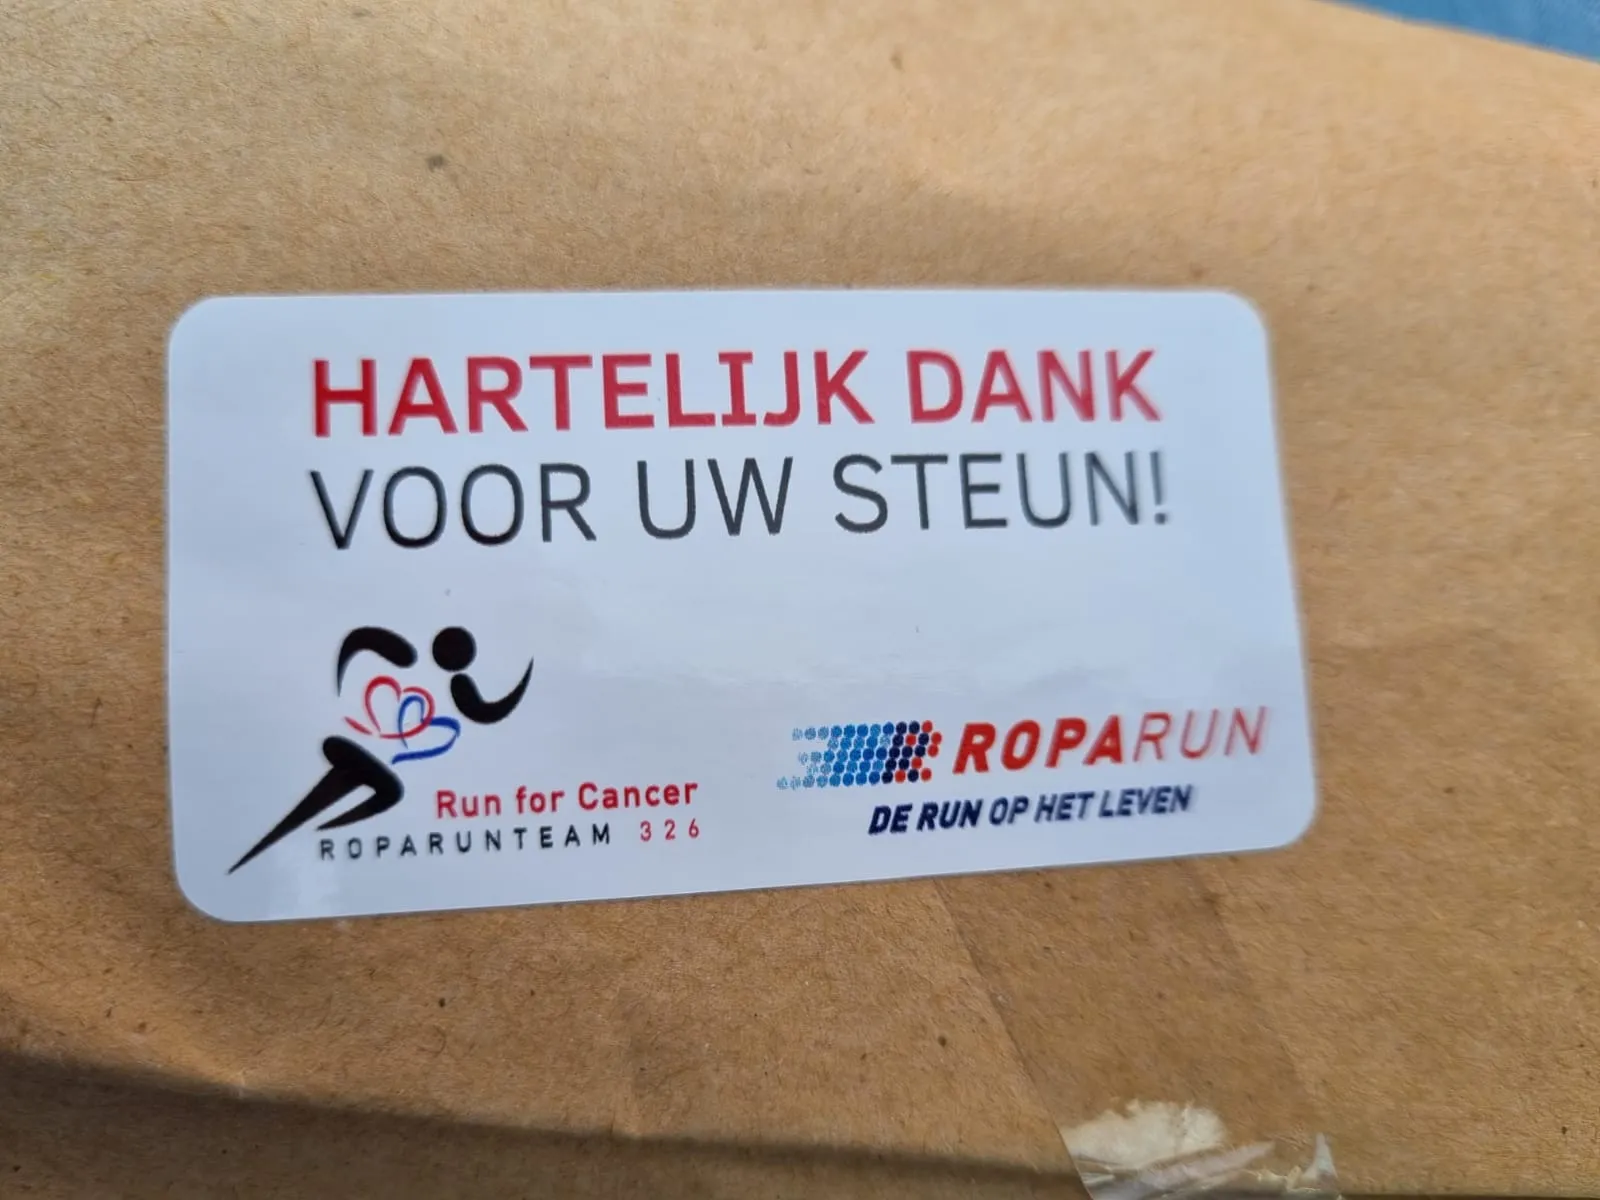 HARTELIJK DANK
VOOR UW STEUN!
Run for Cancer
ROPARUNTEAM 326
ROPARUN
DE RUN OP HET LEVEN